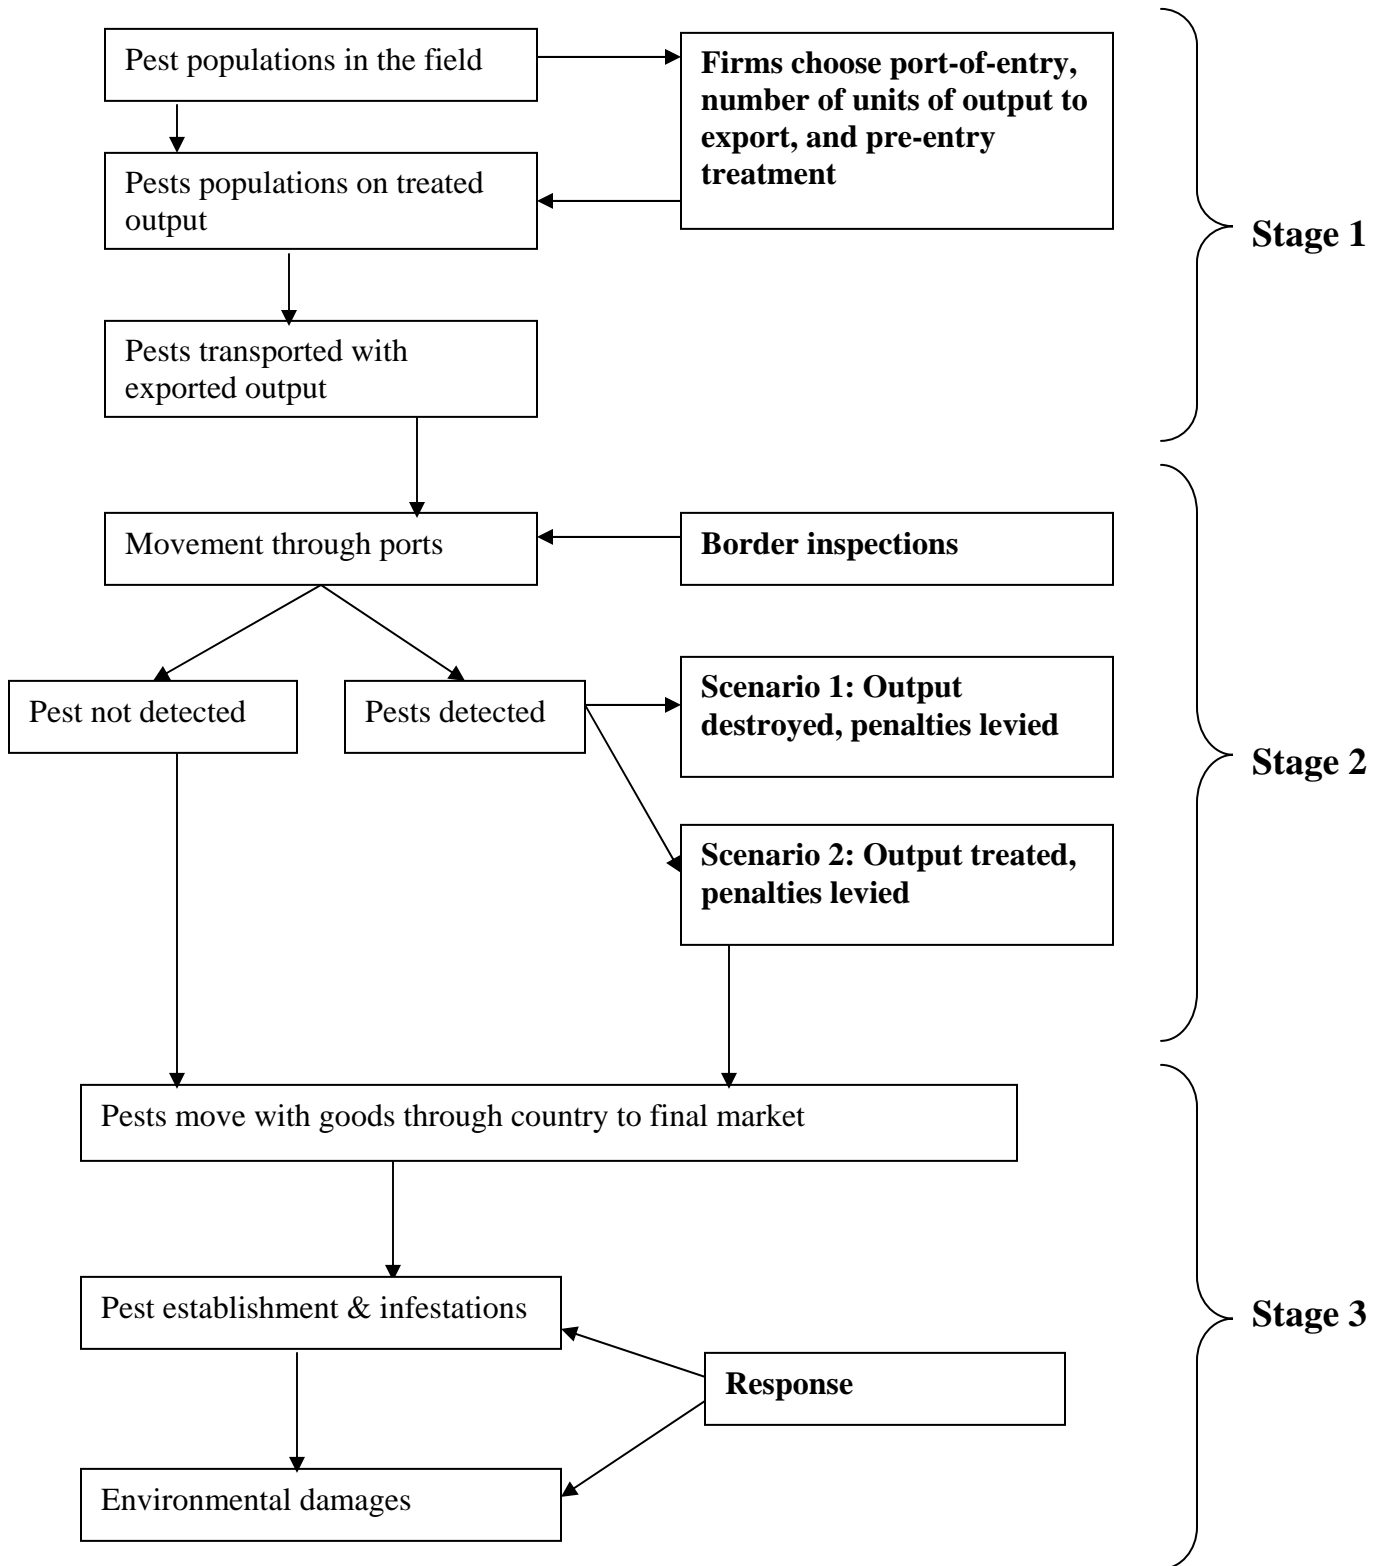 Pest populations in the field
Firms choose port-of-entry,
number of units of output to
export, and pre-entry
treatment
Pests populations on treated
output
Stage 1
Pests transported with
exported output
Movement through ports
Border inspections
Pest not detected
Pests detected
Scenario 1: Output
destroyed, penalties levied
Stage 2
Scenario 2: Output treated,
penalties levied
Pests move with goods through country to final market
Pest establishment & infestations
Stage 3
Response
Environmental damages